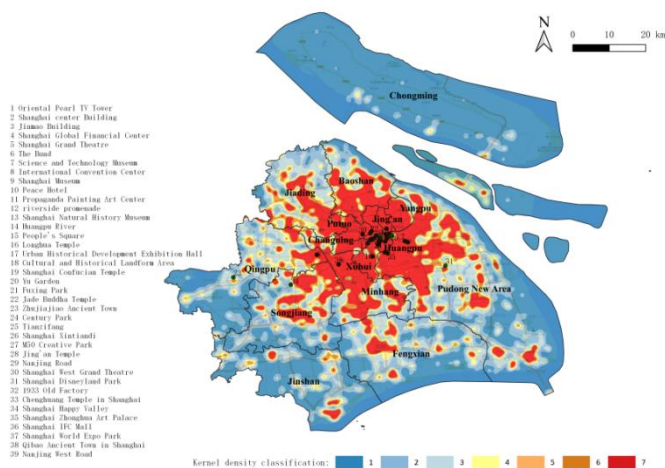 N
0 10 20 km
Chongming
Baoshan
Jiading
Yangpu
Jing'an
Putuo
Changning
Huangpu
Xuhui
Qingpu
Minhang
Pudong New Area
Songjiang
Fengxian
Jinshan
1 Oriental Pearl TV Tower
2 Shanghai center Building
3 Jinmao Building
4 Shanghai Global Financial Center
5 Shanghai Grand Theatre
6 The Bund
7 Science and Technology Museum
8 International Convention Center
9 Shanghai Museum
10 Peace Hotel
11 Propaganda Painting Art Center
12 riverside promenade
13 Shanghai Natural History Museum
14 Huangpu River
15 People's Square
16 Longhua Temple
17 Urban Historical Development Exhibition Hall
18 Cultural and Historical Landform Area
19 Shanghai Confucian Temple
20 Yu Garden
21 Fuxing Park
22 Jade Buddha Temple
23 Zhujiajiao Ancient Town
24 Century Park
25 Tianzifang
26 Shanghai Xintiandi
27 M50 Creative Park
28 Jing'an Temple
29 Nanjing Road
30 Shanghai West Grand Theatre
31 Shanghai Disneyland Park
32 1933 Old Factory
33 Chenghuang Temple in Shanghai
34 Shanghai Happy Valley
35 Shanghai Zhonghua Art Palace
36 Shanghai IFC Mall
37 Shanghai World Expo Park
38 Qibao Ancient Town in Shanghai
39 Nanjing West Road
Kernel density classification: 1 2 3 4 5 6 7